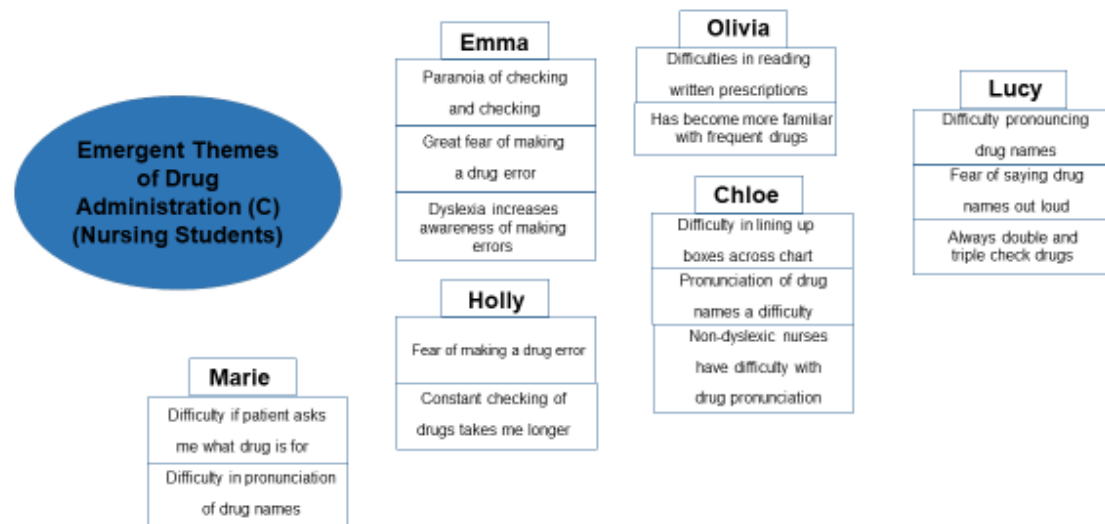 Emergent Themes
of Drug
Administration (C)
(Nursing Students)
Emma
Paranoia of checking
and checking
Great fear of making
a drug error
Dyslexia increases
awareness of making
errors
Olivia
Difficulties in reading
written prescriptions
Has become more familiar
with frequent drugs
Lucy
Difficulty pronouncing
drug names
Fear of saying drug
names out loud
Always double and
triple check drugs
Chloe
Difficulty in lining up
boxes across chart
Pronunciation of drug
names a difficulty
Non-dyslexic nurses
have difficulty with
drug pronunciation
Holly
Fear of making a drug error
Constant checking of
drugs takes me longer
Marie
Difficulty if patient asks
me what drug is for
Difficulty in pronunciation
of drug names